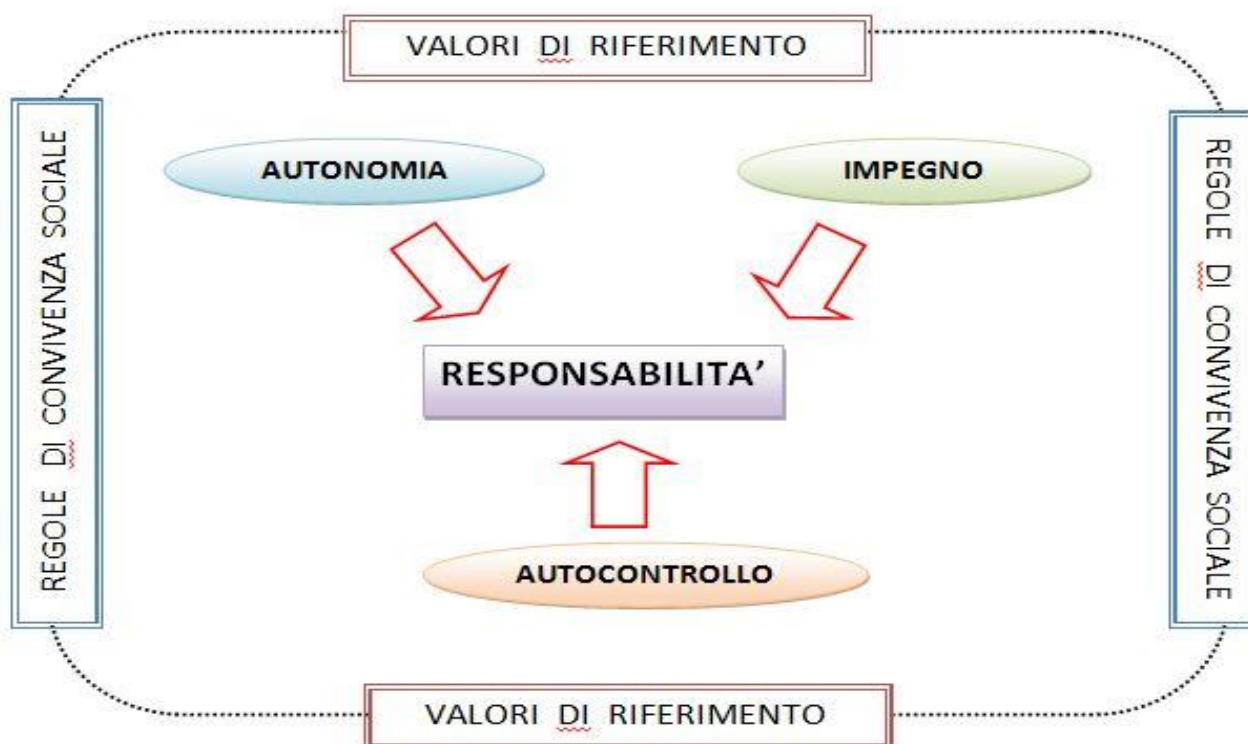 VALORI DI RIFERIMENTO
REGOLE DI CONVIVENZA SOCIALE
AUTONOMIA
IMPEGNO
REGOLE DI CONVIVENZA SOCIALE
RESPONSABILITA’
AUTOCONTROLLO
VALORI DI RIFERIMENTO